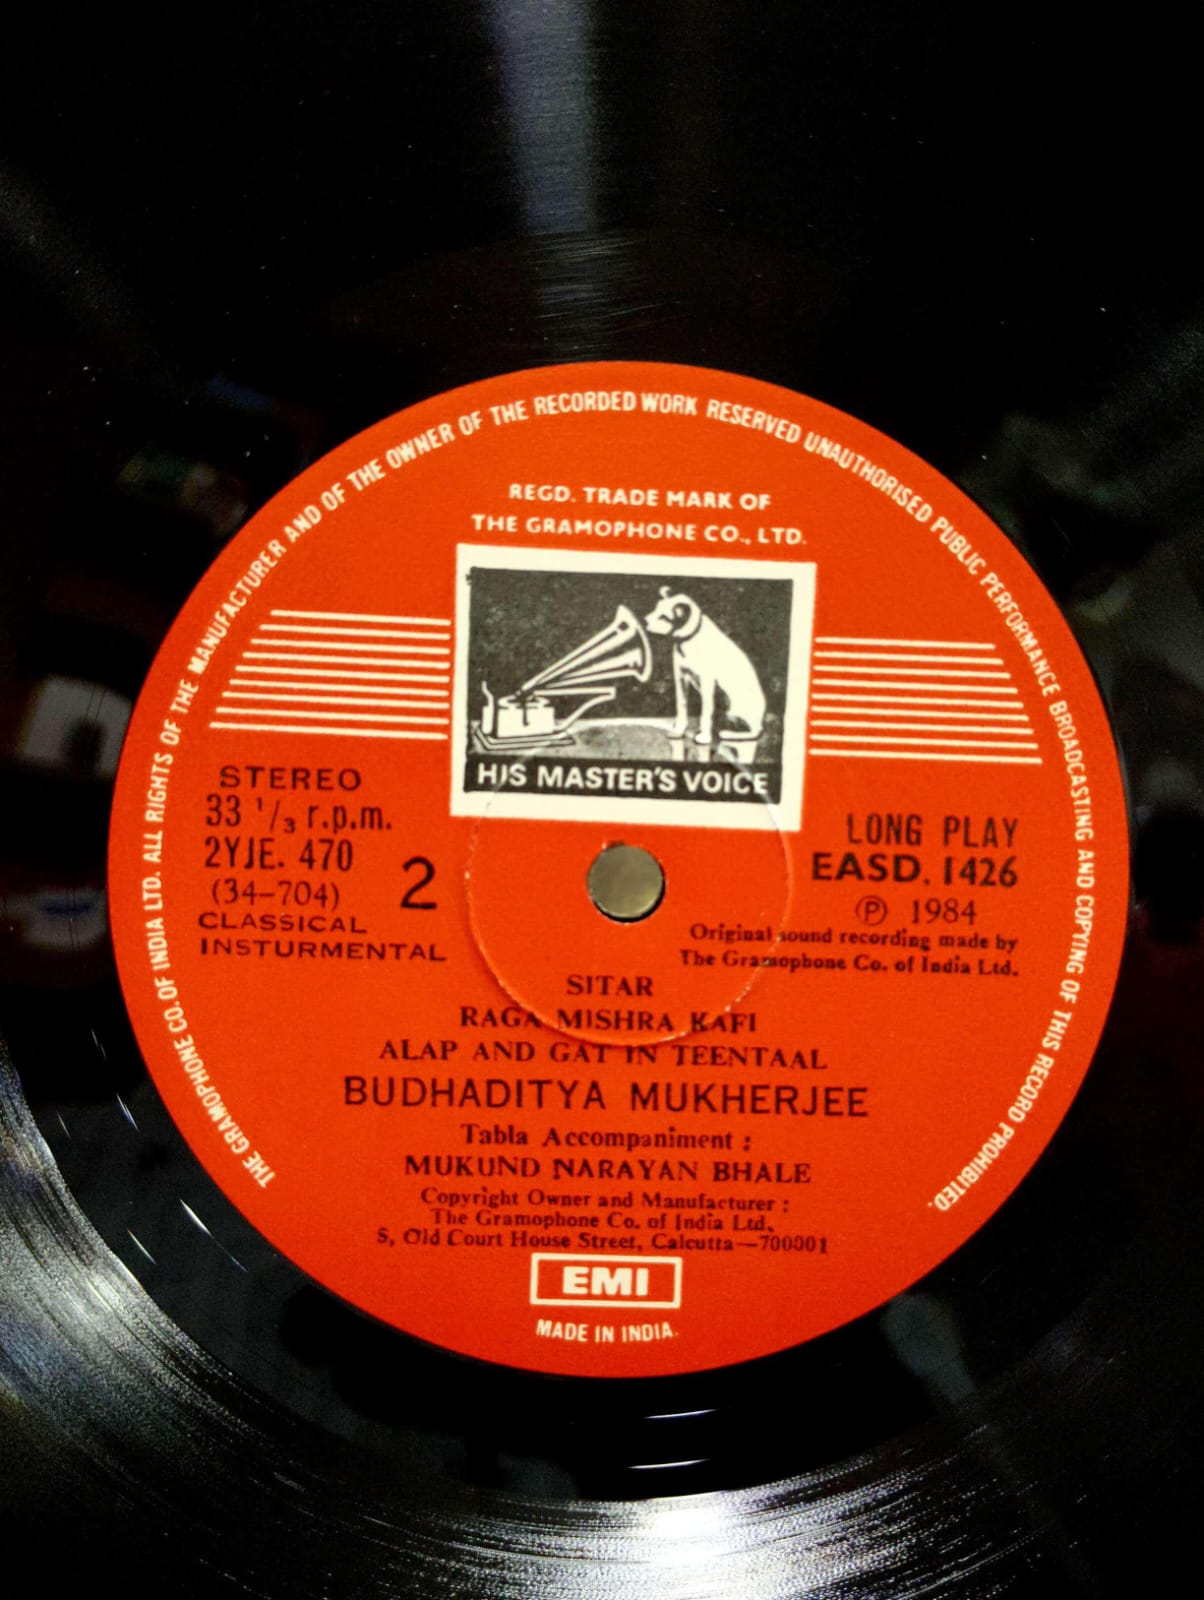 THE GRAMOPHONE CO. OF INDIA LTD. ALL RIGHTS OF THE MANUFACTURER AND OF THE OWNER OF THE RECORDED WORK RESERVED UNAUTHORISED PUBLIC PERFORMANCE BROADCASTING AND COPYING OF THIS RECORD PROHIBITED.
REGD. TRADE MARK OF
THE GRAMOPHONE CO., LTD.
HIS MASTER'S VOICE
STEREO
33 1/3 r.p.m.
2YJE. 470
(34-704)
CLASSICAL
INSTURMENTAL
2
LONG PLAY
EASD. 1426
℗ 1984
Original sound recording made by
The Gramophone Co. of India Ltd.
SITAR
RAGA MISHRA KAFI
ALAP AND GAT IN TEENTAAL
BUDHADITYA MUKHERJEE
Tabla Accompaniment :
MUKUND NARAYAN BHALE
Copyright Owner and Manufacturer :
The Gramophone Co. of India Ltd.
5, Old Court House Street, Calcutta—700001
EMI
MADE IN INDIA.